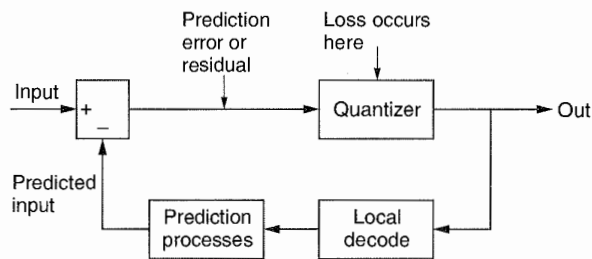 Prediction
error or
residual
Loss occurs
here
Input
+
−
Quantizer
Out
Predicted
input
Prediction
processes
Local
decode